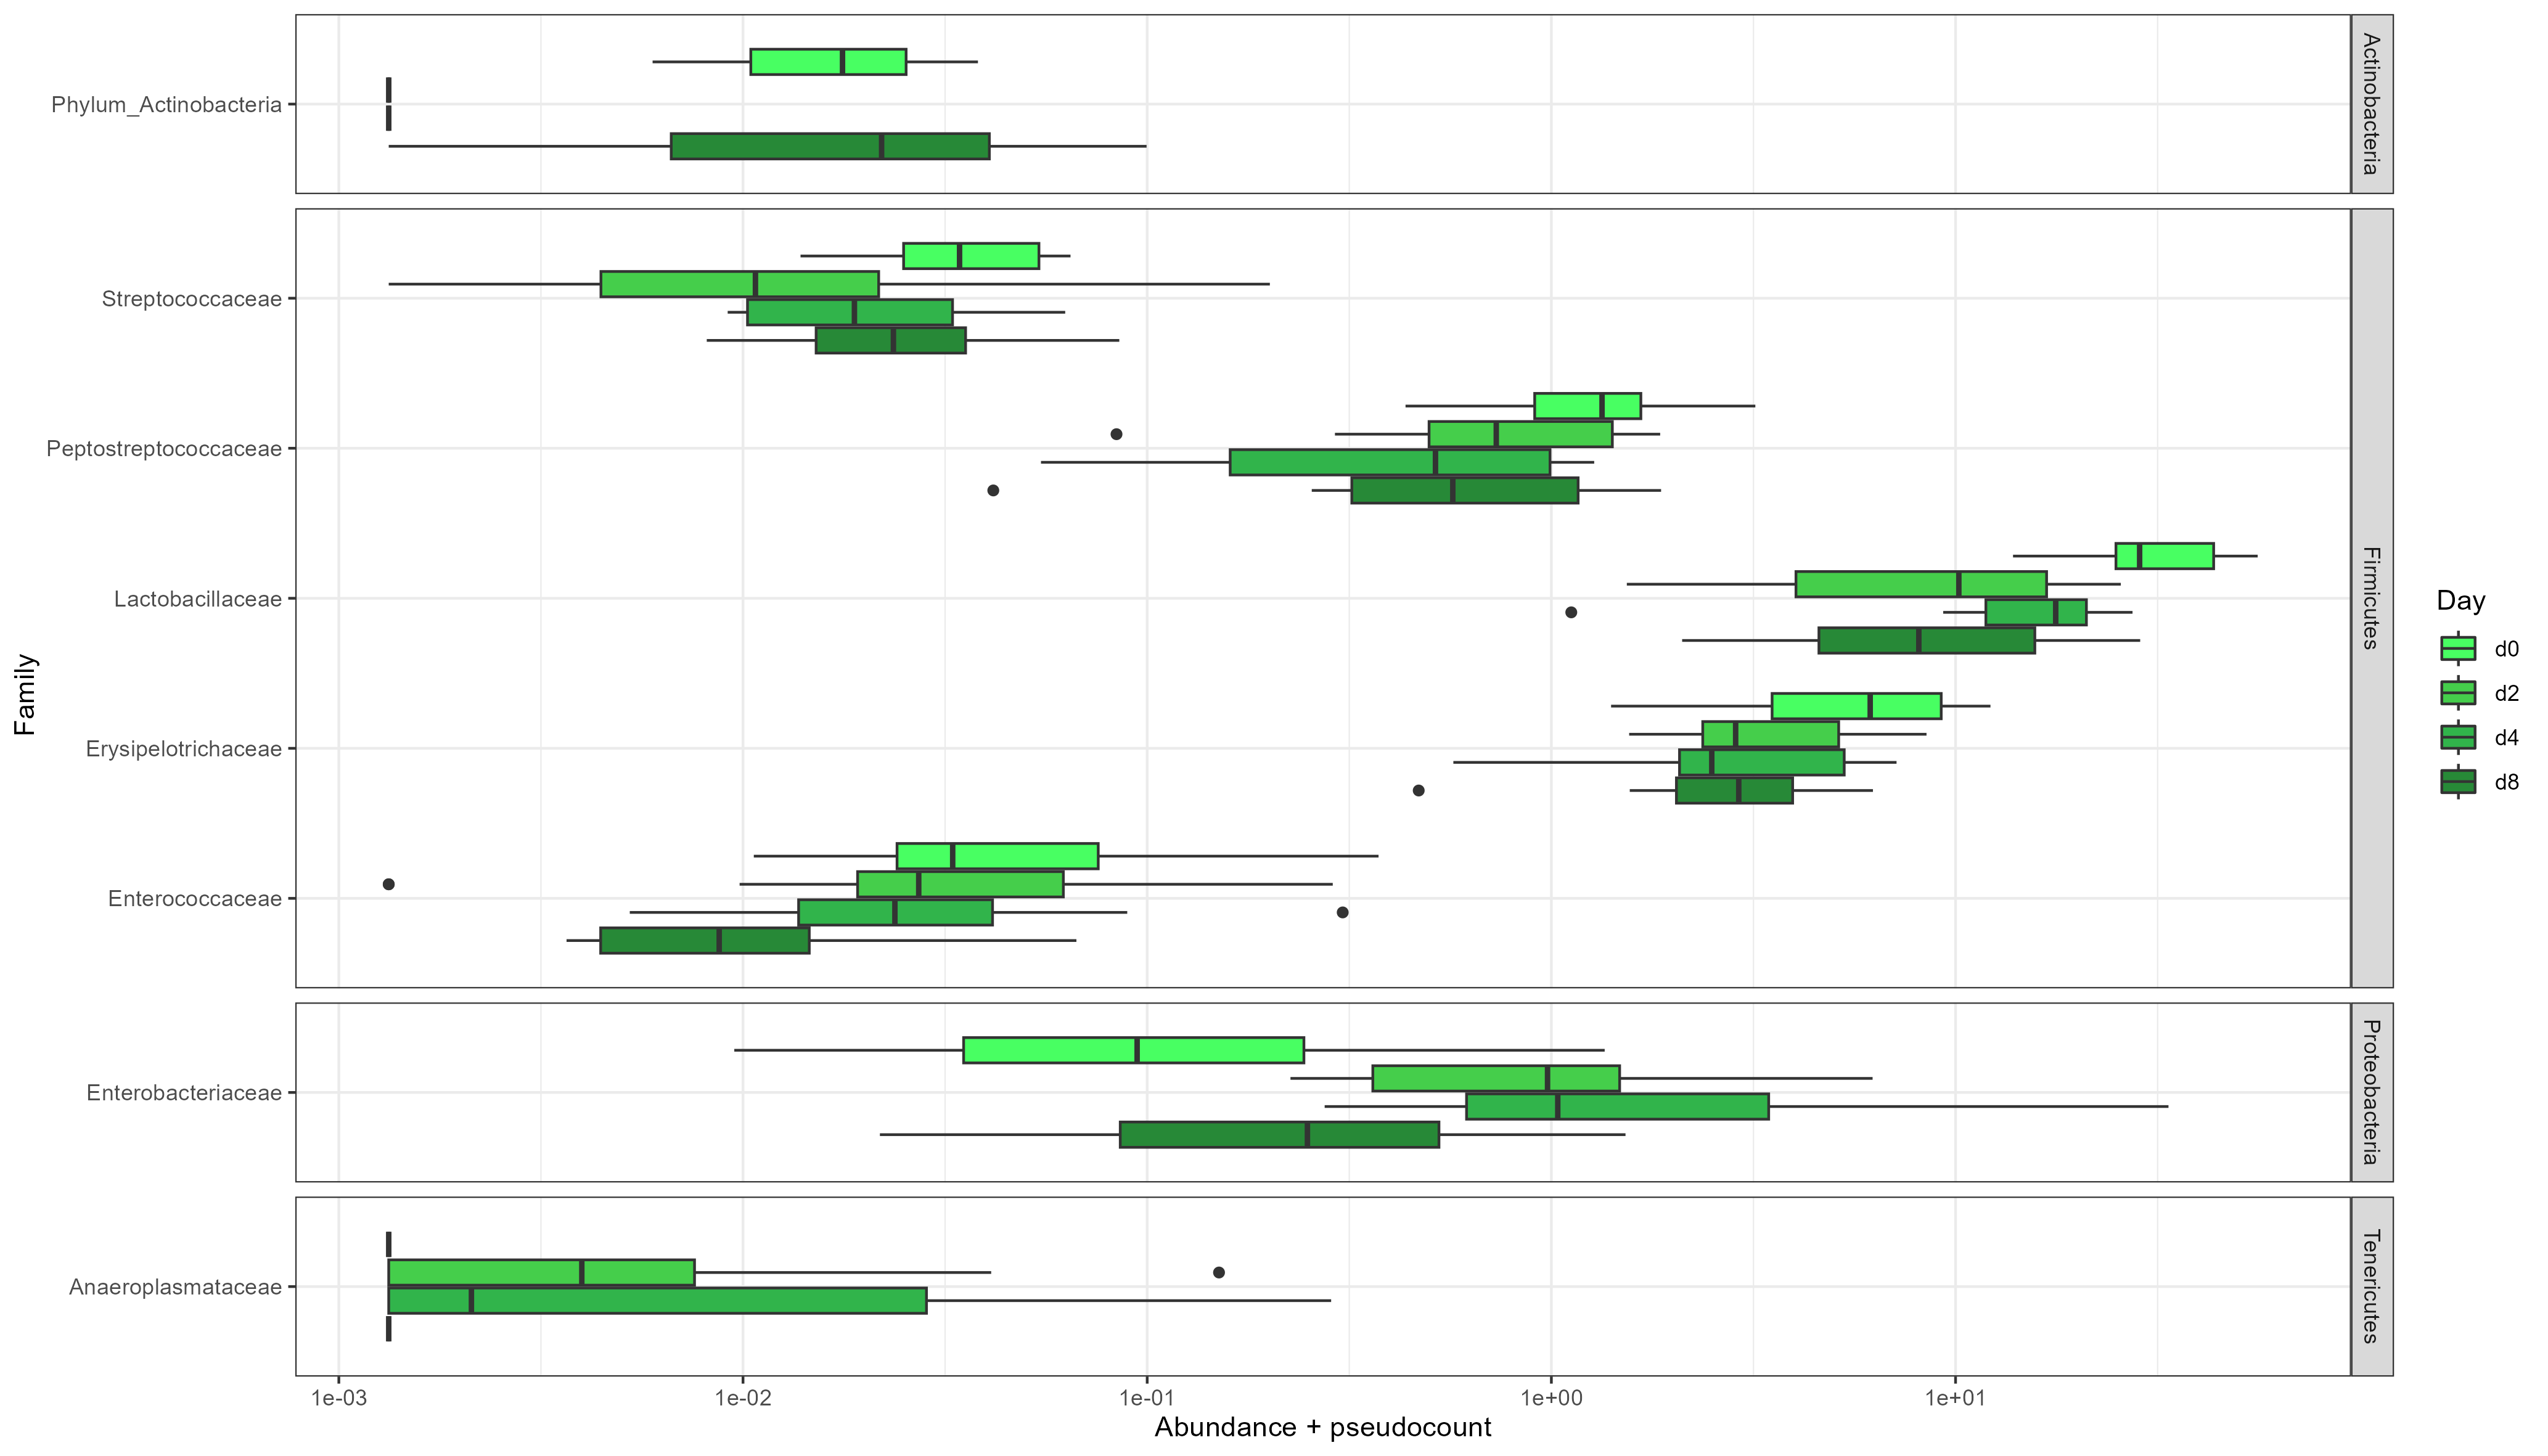 Actinobacteria
Phylum_Actinobacteria
Firmicutes
Streptococcaceae
Peptostreptococcaceae
Lactobacillaceae
Erysipelotrichaceae
Enterococcaceae
Proteobacteria
Enterobacteriaceae
Tenericutes
Anaeroplasmataceae
Family
1e-03 1e-02 1e-01 1e+00 1e+01
Abundance + pseudocount
Day
d0
d2
d4
d8